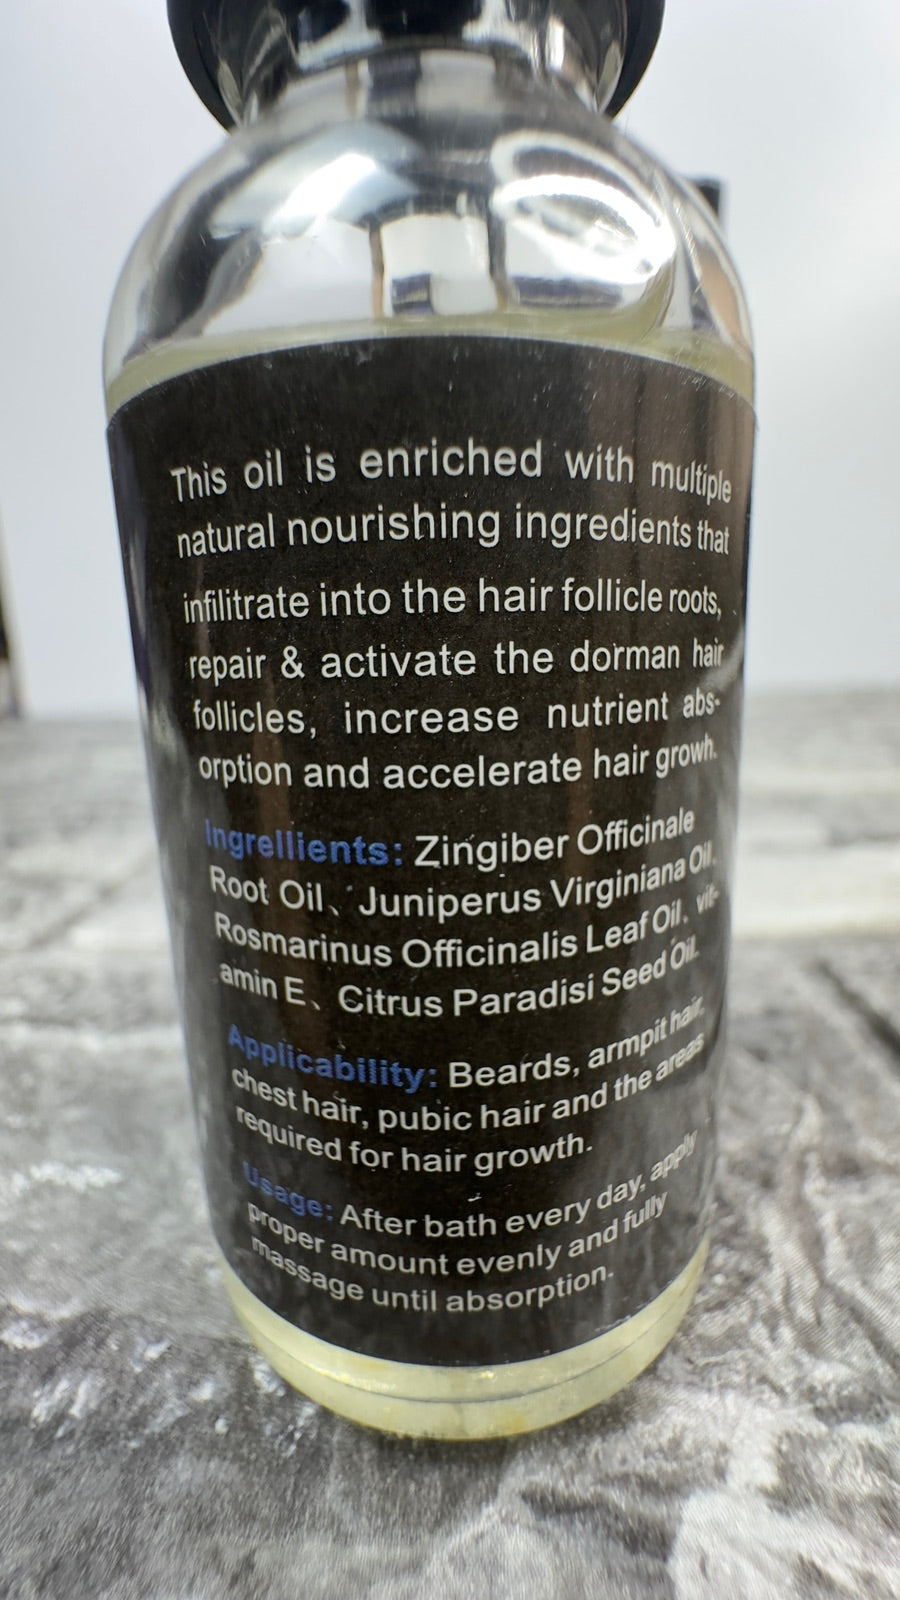 This oil is enriched with multiple
natural nourishing ingredients that
infilitrate into the hair follicle roots,
repair & activate the dorman hair
follicles, increase nutrient abs-
orption and accelerate hair growh.
Ingrellients: Zingiber Officinale
Root Oil、Juniperus Virginiana Oil、
Rosmarinus Officinalis Leaf Oil、vit-
amin E、Citrus Paradisi Seed Oil.
Applicability: Beards, armpit hair,
chest hair, pubic hair and the areas
required for hair growth.
Usage: After bath every day, apply
proper amount evenly and fully
massage until absorption.